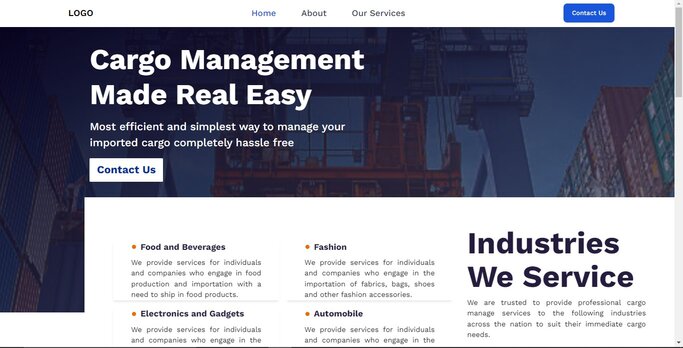 LOGO
Home
About
Our Services
Contact Us
Cargo Management
Made Real Easy
Most efficient and simplest way to manage your
imported cargo completely hassle free
Contact Us
Food and Beverages
We provide services for individuals
and companies who engage in food
production and importation with a
need to ship in food products.
Fashion
We provide services for individuals
and companies who engage in the
importation of fabrics, bags, shoes
and other fashion accessories.
Electronics and Gadgets
We provide services for individuals
and companies who engage in the
Automobile
We provide services for individuals
and companies who engage in the
Industries
We Service
We are trusted to provide professional cargo
manage services to the following industries
across the nation to suit their immediate cargo
needs.